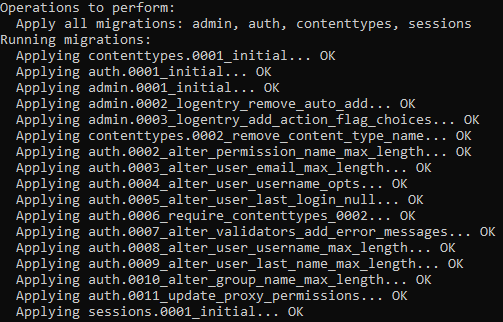 Operations to perform:
  Apply all migrations: admin, auth, contenttypes, sessions
Running migrations:
  Applying contenttypes.0001_initial... OK
  Applying auth.0001_initial... OK
  Applying admin.0001_initial... OK
  Applying admin.0002_logentry_remove_auto_add... OK
  Applying admin.0003_logentry_add_action_flag_choices... OK
  Applying contenttypes.0002_remove_content_type_name... OK
  Applying auth.0002_alter_permission_name_max_length... OK
  Applying auth.0003_alter_user_email_max_length... OK
  Applying auth.0004_alter_user_username_opts... OK
  Applying auth.0005_alter_user_last_login_null... OK
  Applying auth.0006_require_contenttypes_0002... OK
  Applying auth.0007_alter_validators_add_error_messages... OK
  Applying auth.0008_alter_user_username_max_length... OK
  Applying auth.0009_alter_user_last_name_max_length... OK
  Applying auth.0010_alter_group_name_max_length... OK
  Applying auth.0011_update_proxy_permissions... OK
  Applying sessions.0001_initial... OK